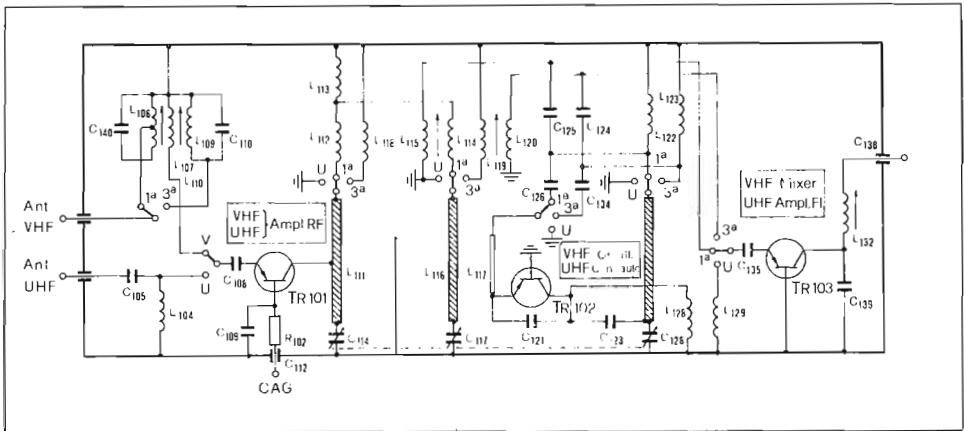 L113
L106
C140
L107
L109
L110
C110
1ª 3ª
Ant
VHF
Ant
UHF
C105
L104
V
U
C108
VHF
UHF } Ampl RF
TR101
C109
R102
C112
CAG
L112
L118
U 1ª 3ª
L111
C114
L115
L114
L119
L120
U 1ª 3ª
L116
C117
L117
C125
C124
C126
C134
1ª
3ª
U
TR102
C121
C123
L123
L122
1ª
U 3ª
C128
L128
L129
VHF Mixer
UHF Ampl. FI
3ª
1ª
U
C135
TR103
L132
C138
C139